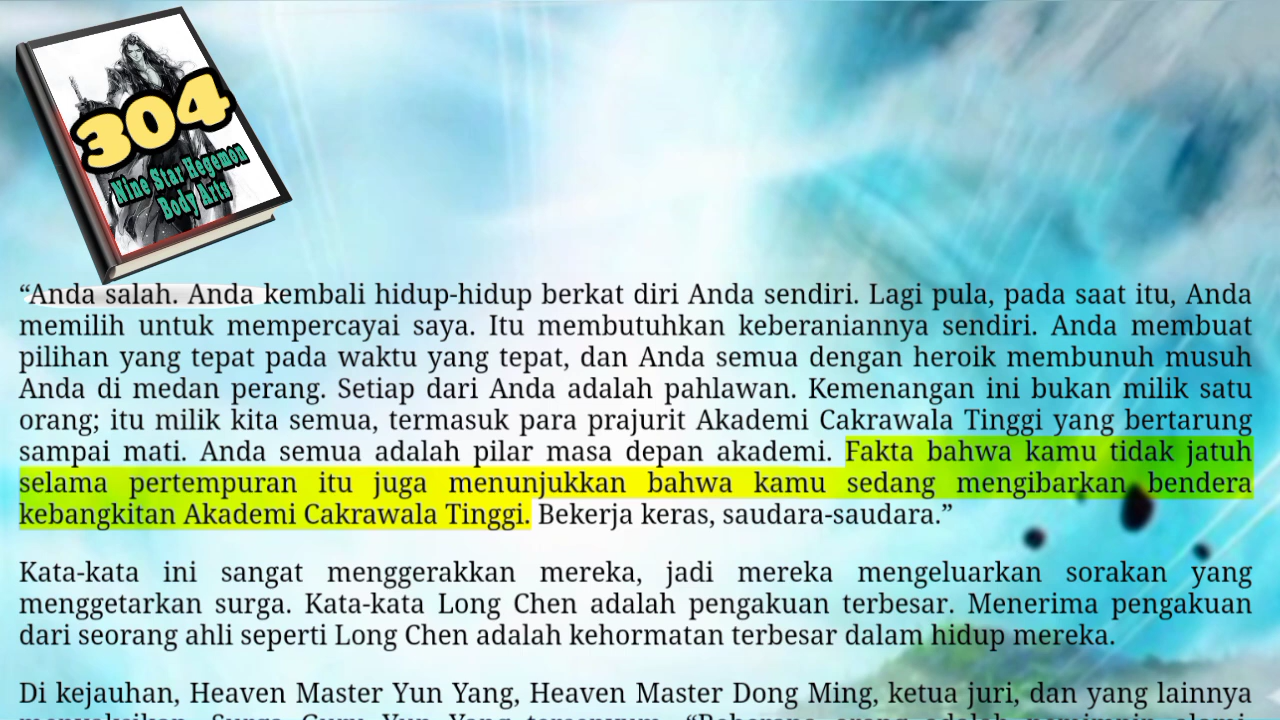 304
Nine Star Hegemon
Body Arts
“Anda salah. Anda kembali hidup-hidup berkat diri Anda sendiri. Lagi pula, pada saat itu, Anda
memilih untuk mempercayai saya. Itu membutuhkan keberaniannya sendiri. Anda membuat
pilihan yang tepat pada waktu yang tepat, dan Anda semua dengan heroik membunuh musuh
Anda di medan perang. Setiap dari Anda adalah pahlawan. Kemenangan ini bukan milik satu
orang; itu milik kita semua, termasuk para prajurit Akademi Cakrawala Tinggi yang bertarung
sampai mati. Anda semua adalah pilar masa depan akademi. Fakta bahwa kamu tidak jatuh
selama pertempuran itu juga menunjukkan bahwa kamu sedang mengibarkan bendera
kebangkitan Akademi Cakrawala Tinggi. Bekerja keras, saudara-saudara.”
Kata-kata ini sangat menggerakkan mereka, jadi mereka mengeluarkan sorakan yang
menggetarkan surga. Kata-kata Long Chen adalah pengakuan terbesar. Menerima pengakuan
dari seorang ahli seperti Long Chen adalah kehormatan terbesar dalam hidup mereka.
Di kejauhan, Heaven Master Yun Yang, Heaven Master Dong Ming, ketua juri, dan yang lainnya